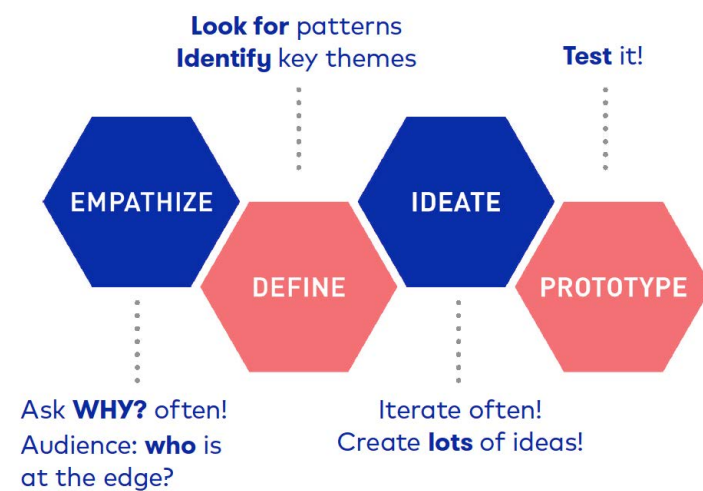 Look for patterns
Identify key themes
Test it!
EMPATHIZE
IDEATE
DEFINE
PROTOTYPE
Ask WHY? often!
Audience: who is
at the edge?
Iterate often!
Create lots of ideas!